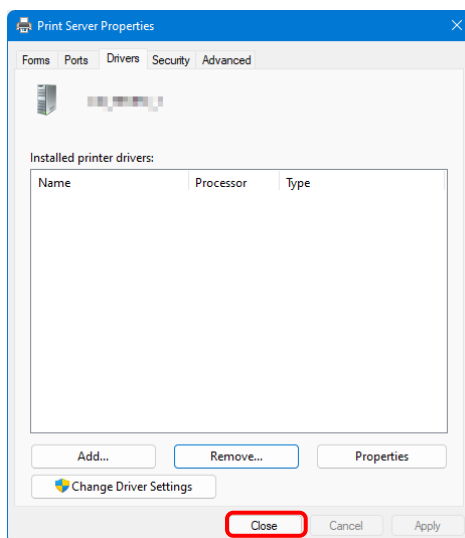 Print Server Properties
Forms Ports Drivers Security Advanced
Installed printer drivers:
Name Processor Type
Add... Remove... Properties
Change Driver Settings
Close Cancel Apply